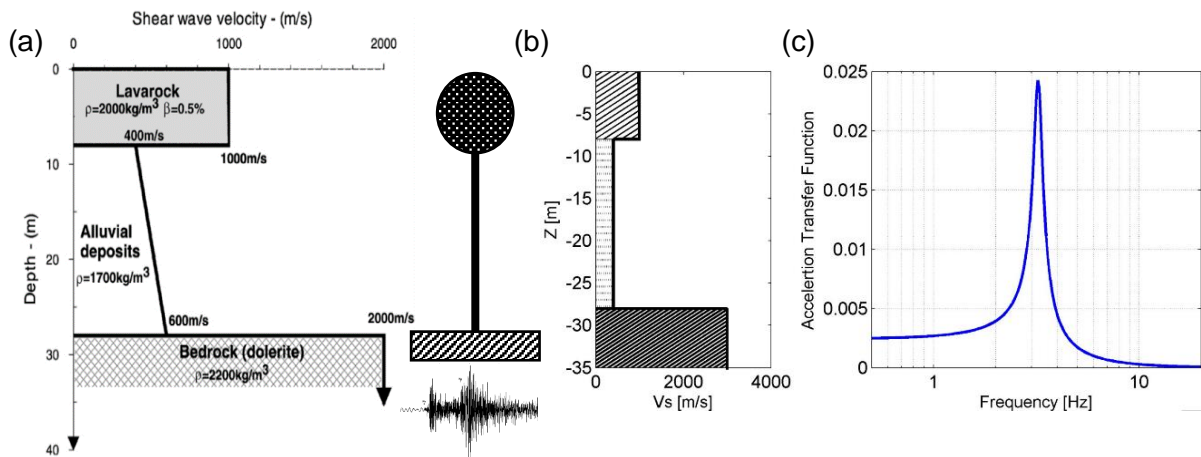 (a)
Shear wave velocity - (m/s)
0 1000 2000
0
10
20
30
40
Depth - (m)
Lavarock
ρ=2000kg/m³ β=0.5%
400m/s
1000m/s
Alluvial
deposits
ρ=1700kg/m³
600m/s
2000m/s
Bedrock (dolerite)
ρ=2200kg/m³
(b)
0
-5
-10
-15
-20
-25
-30
-35
Z [m]
0 2000 4000
Vs [m/s]
(c)
0.025
0.02
0.015
0.01
0.005
0
Accelertion Transfer Function
1 10
Frequency [Hz]